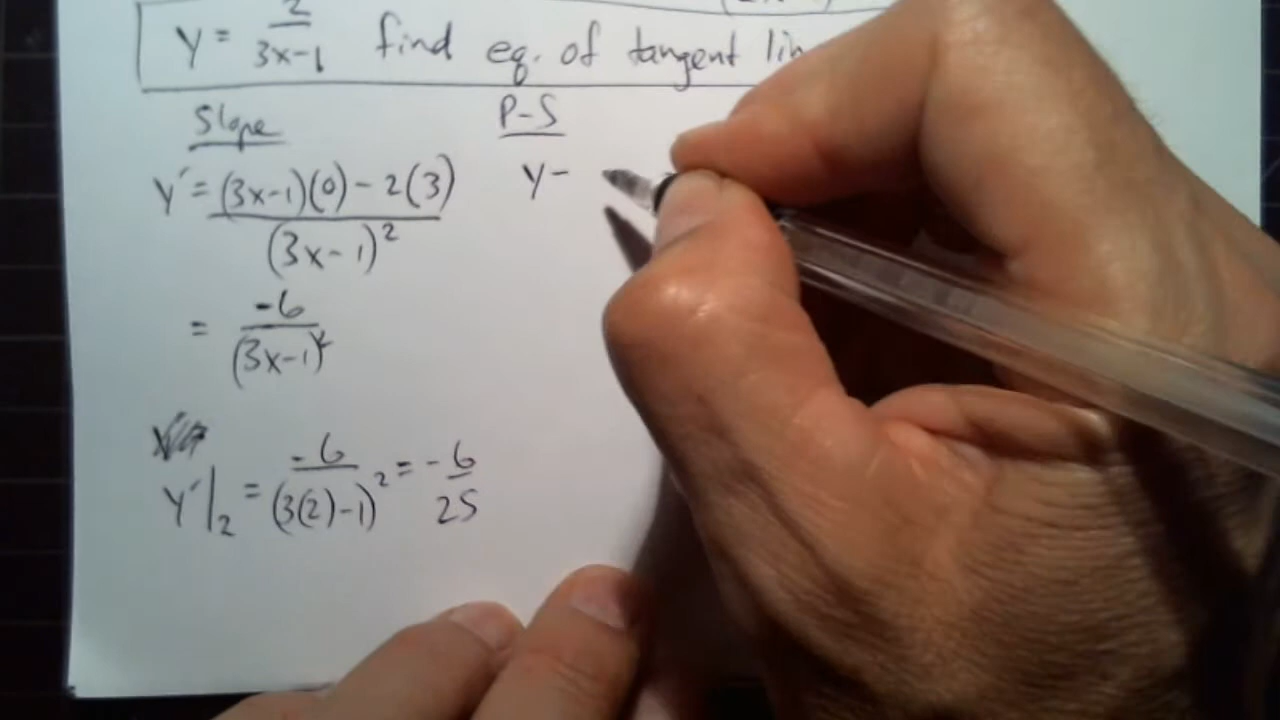 y = 2/(3x-1) find eq. of tangent lin
Slope
P-S
y' = ((3x-1)(0) - 2(3))/(3x-1)²
y -
= -6/(3x-1)²
y'|₂ = -6/(3(2)-1)² = -6/25